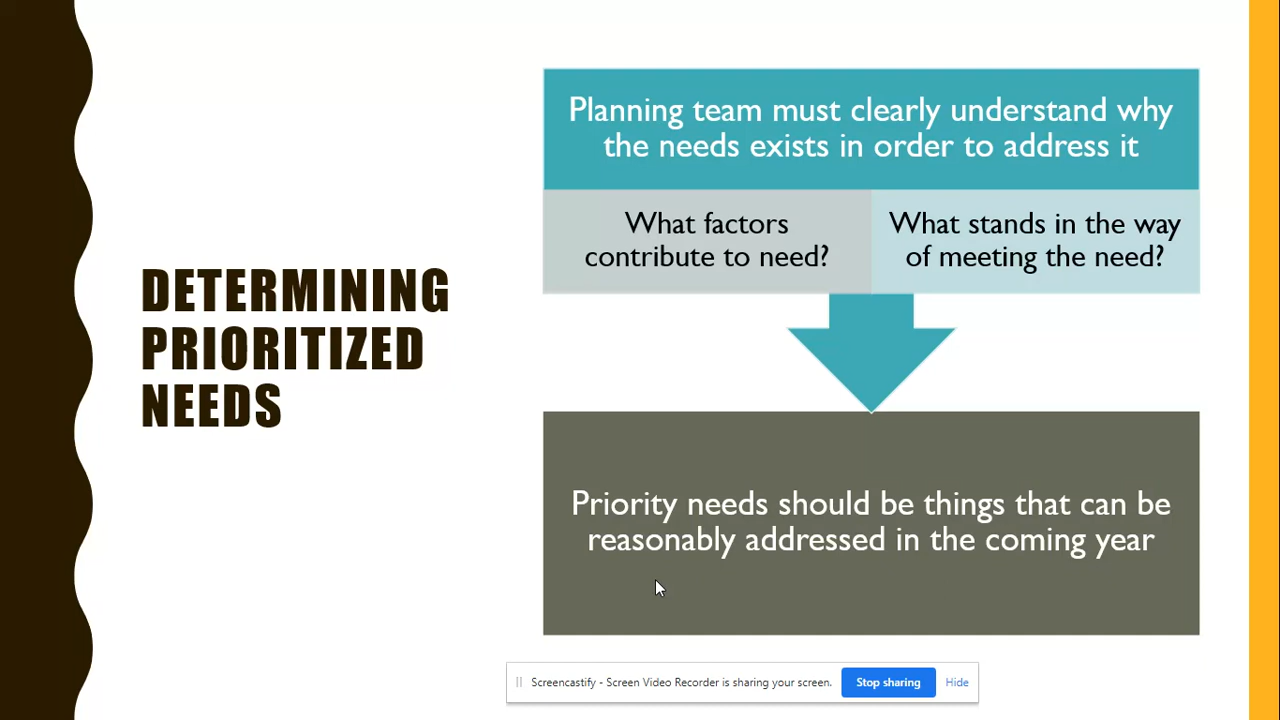 DETERMINING
PRIORITIZED
NEEDS
Planning team must clearly understand why
the needs exists in order to address it
What factors
contribute to need?
What stands in the way
of meeting the need?
Priority needs should be things that can be
reasonably addressed in the coming year
Screencastify - Screen Video Recorder is sharing your screen. Stop sharing Hide